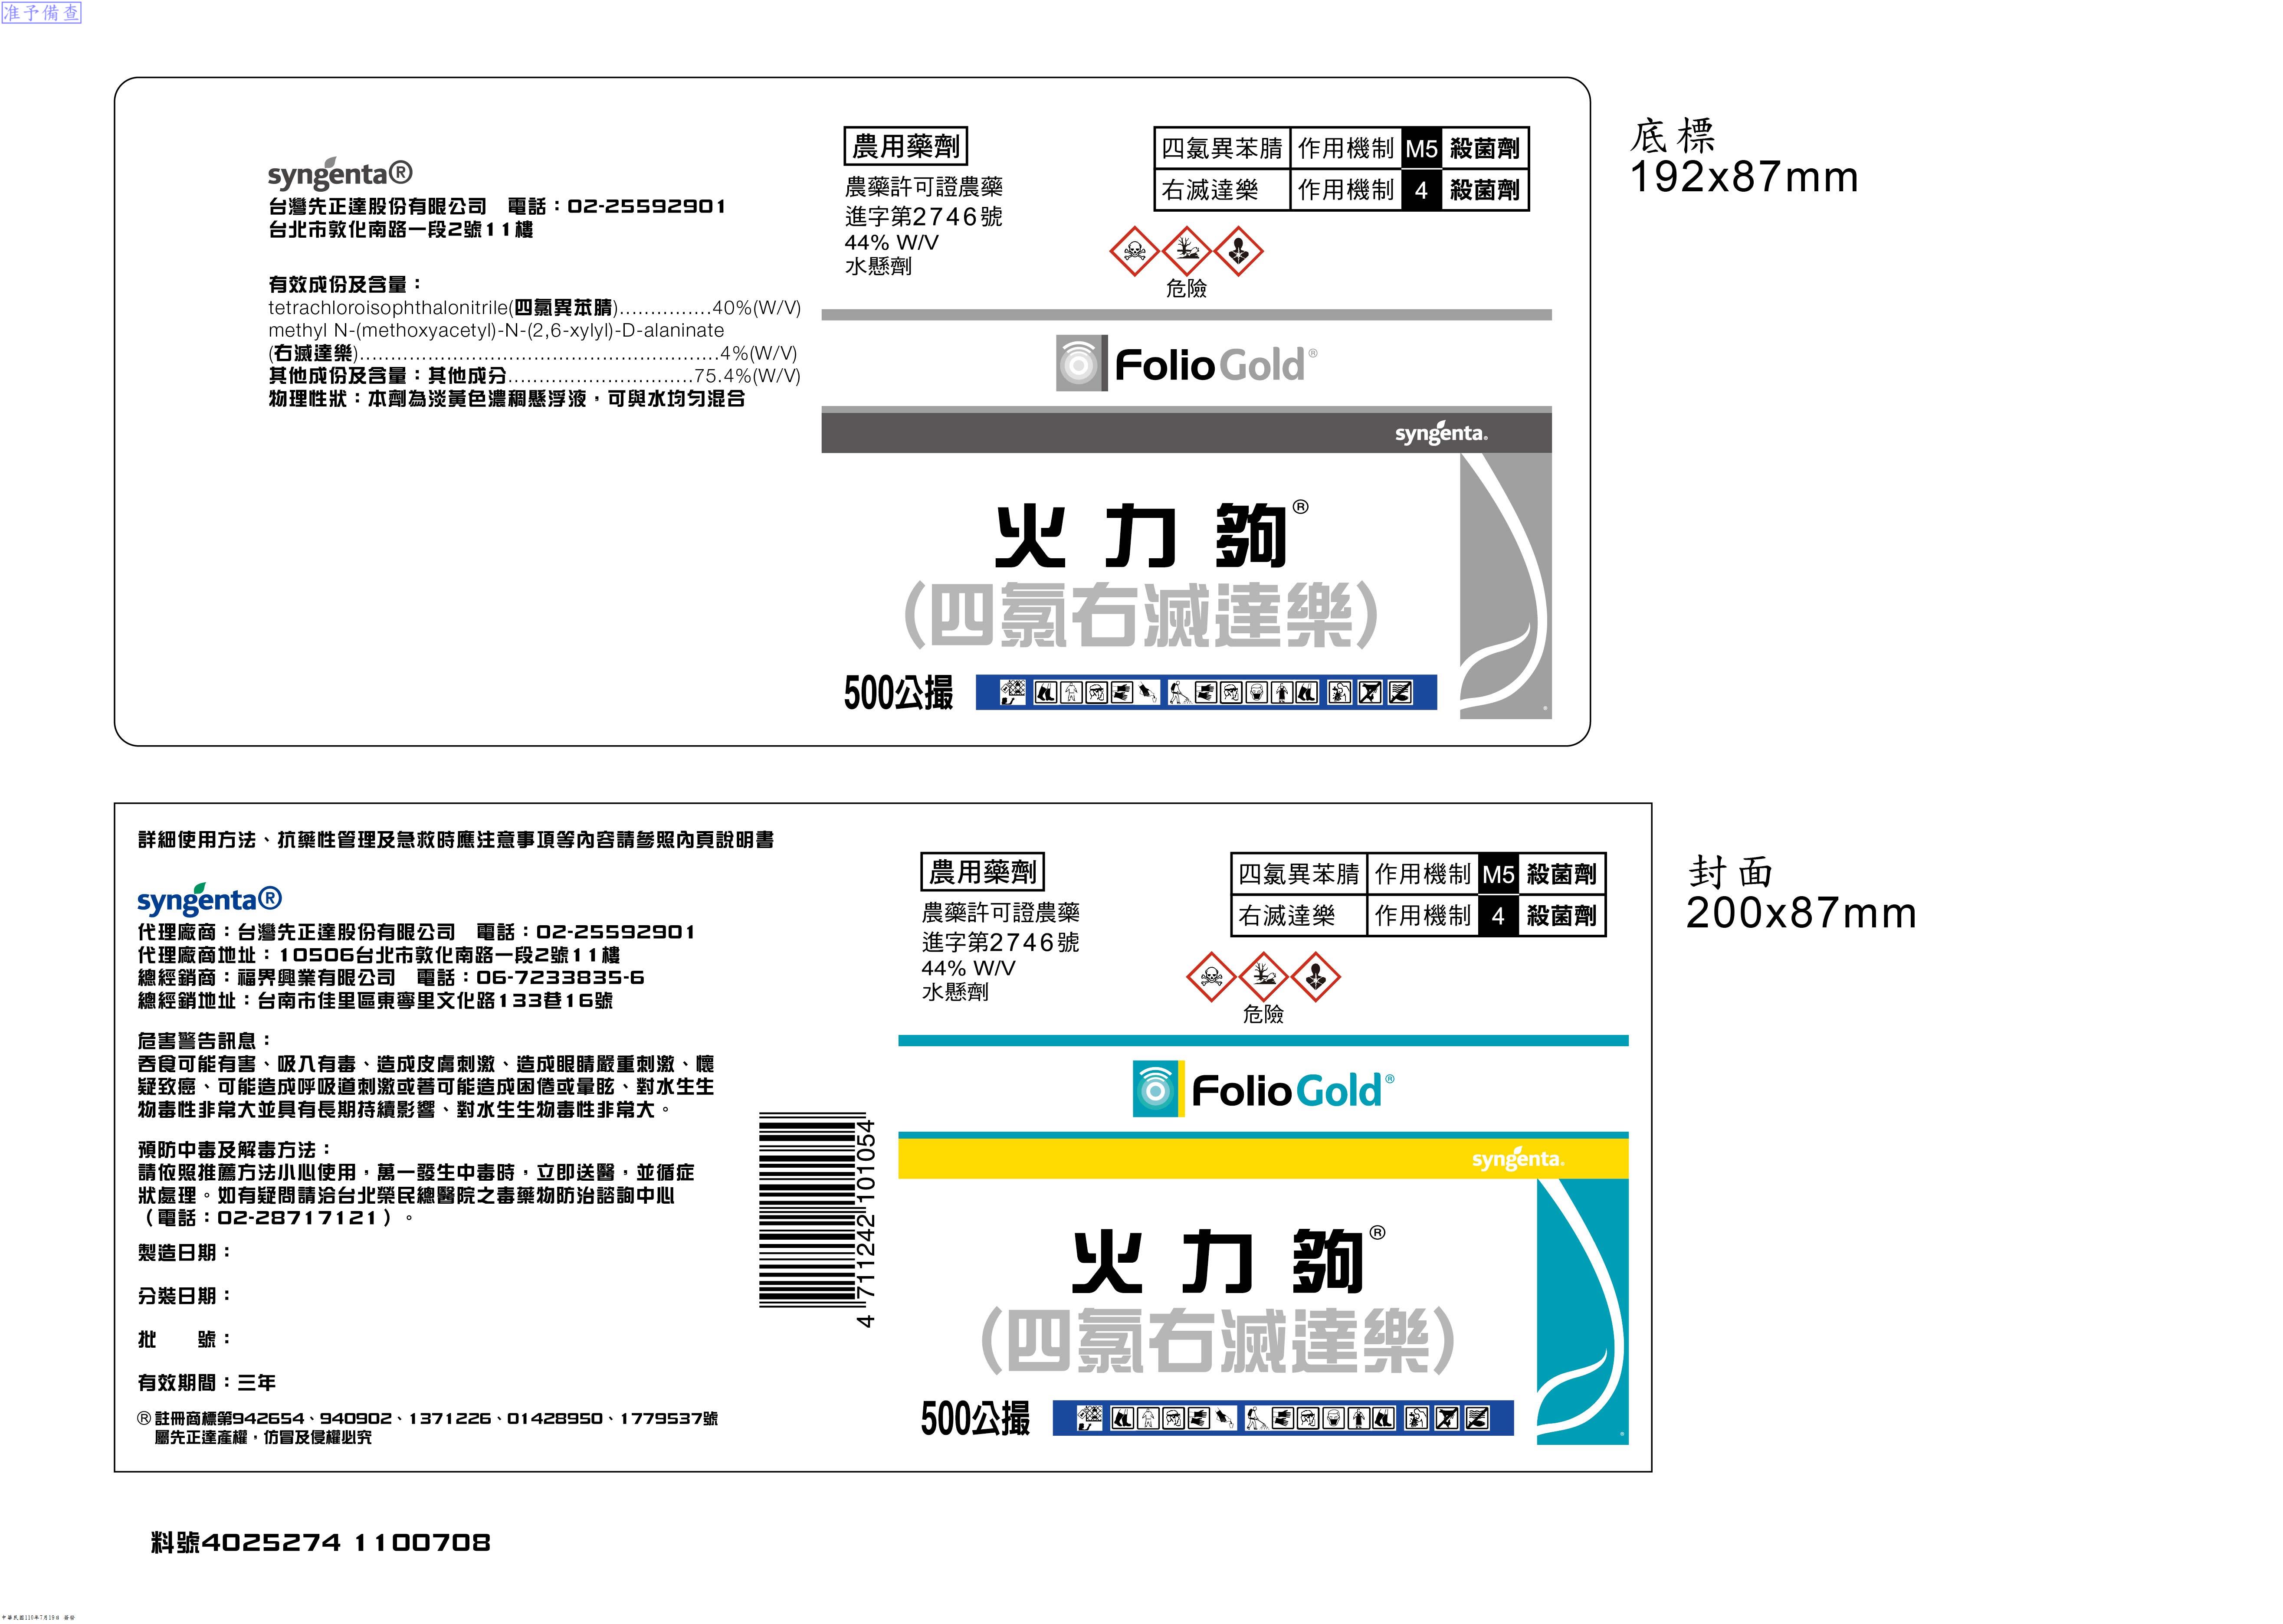 准予備查
syngenta®
台灣先正達股份有限公司 電話：02-25592901
台北市敦化南路一段2號11樓
有效成份及含量：
tetrachloroisophthalonitrile(四氯異苯腈)...............40%(W/V)
methyl N-(methoxyacetyl)-N-(2,6-xylyl)-D-alaninate
(右滅達樂)..........................................................4%(W/V)
其他成份及含量：其他成分..............................75.4%(W/V)
物理性狀：本劑為淡黃色濃稠懸浮液，可與水均勻混合
農用藥劑
農藥許可證農藥
進字第2746號
44% W/V
水懸劑
四氯異苯腈 作用機制 M5 殺菌劑
右滅達樂 作用機制 4 殺菌劑
危險
Folio Gold®
syngenta®
火力夠®
(四氯右滅達樂)
500公撮
底標
192x87mm
詳細使用方法、抗藥性管理及急救時應注意事項等內容請參照內頁說明書
syngenta®
代理廠商：台灣先正達股份有限公司 電話：02-25592901
代理廠商地址：10506台北市敦化南路一段2號11樓
總經銷商：福界興業有限公司 電話：06-7233835-6
總經銷地址：台南市佳里區東寧里文化路133巷16號
危害警告訊息：
吞食可能有害、吸入有毒、造成皮膚刺激、造成眼睛嚴重刺激、懷
疑致癌、可能造成呼吸道刺激或者可能造成困倦或暈眩、對水生生
物毒性非常大並具有長期持續影響、對水生生物毒性非常大。
預防中毒及解毒方法：
請依照推薦方法小心使用，萬一發生中毒時，立即送醫，並循症
狀處理。如有疑問請洽台北榮民總醫院之毒藥物防治諮詢中心
（電話：02-28717121）。
製造日期：
分裝日期：
批　　號：
有效期間：三年
®註冊商標第942654、940902、1371226、01428950、1779537號
屬先正達產權，仿冒及侵權必究
4 711242 101054
農用藥劑
農藥許可證農藥
進字第2746號
44% W/V
水懸劑
四氯異苯腈 作用機制 M5 殺菌劑
右滅達樂 作用機制 4 殺菌劑
危險
Folio Gold®
syngenta®
火力夠®
(四氯右滅達樂)
500公撮
封面
200x87mm
料號4025274 1100708
中華民國110年7月19日